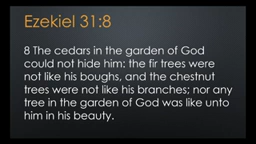 Ezekiel 31:8
8 The cedars in the garden of God
could not hide him: the fir trees were
not like his boughs, and the chestnut
trees were not like his branches; nor any
tree in the garden of God was like unto
him in his beauty.